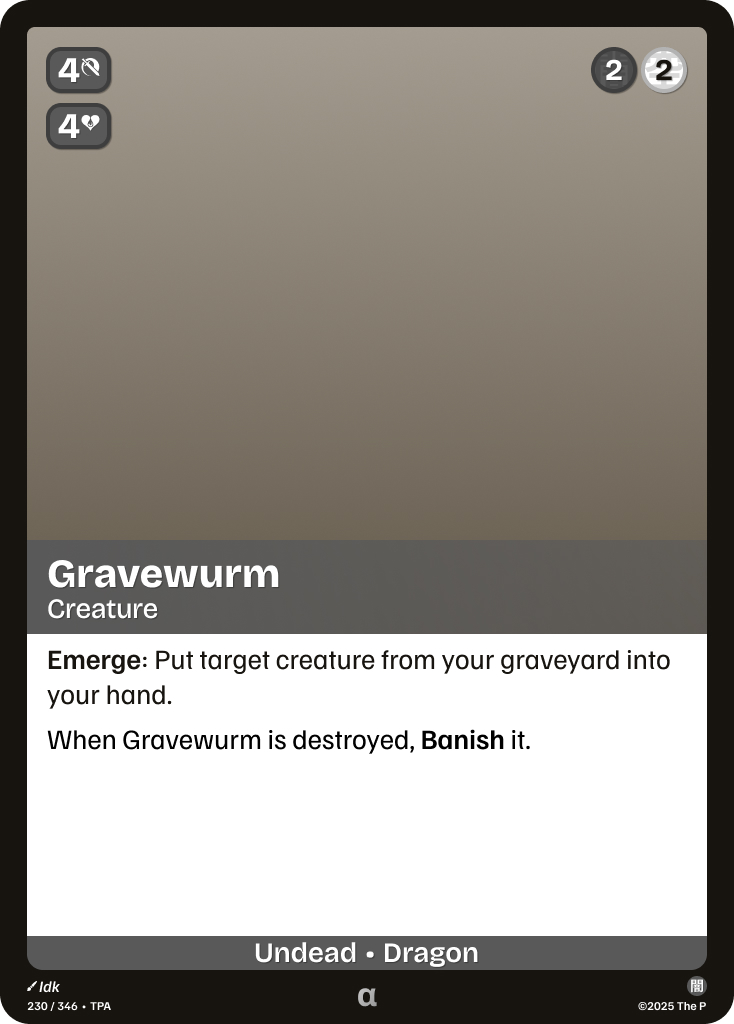 4
2 2
4
Gravewurm
Creature
Emerge: Put target creature from your graveyard into
your hand.
When Gravewurm is destroyed, Banish it.
Undead • Dragon
Idk
α
230 / 346 • TPA
©2025 The P